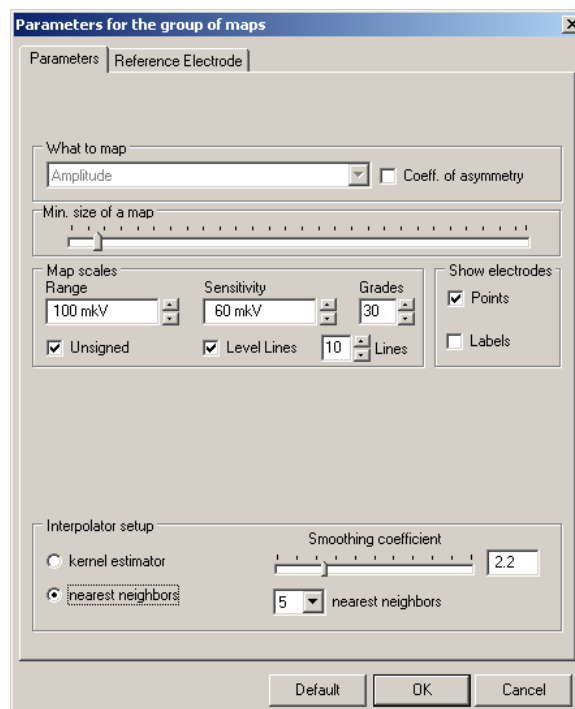 Parameters for the group of maps
Parameters Reference Electrode
What to map
Amplitude Coeff. of asymmetry
Min. size of a map
Map scales Show electrodes
Range Sensitivity Grades
100 mkV 60 mkV 30 Points
Unsigned Level Lines 10 Lines Labels
Interpolator setup
Smoothing coefficient
kernel estimator 2.2
nearest neighbors 5 nearest neighbors
Default OK Cancel